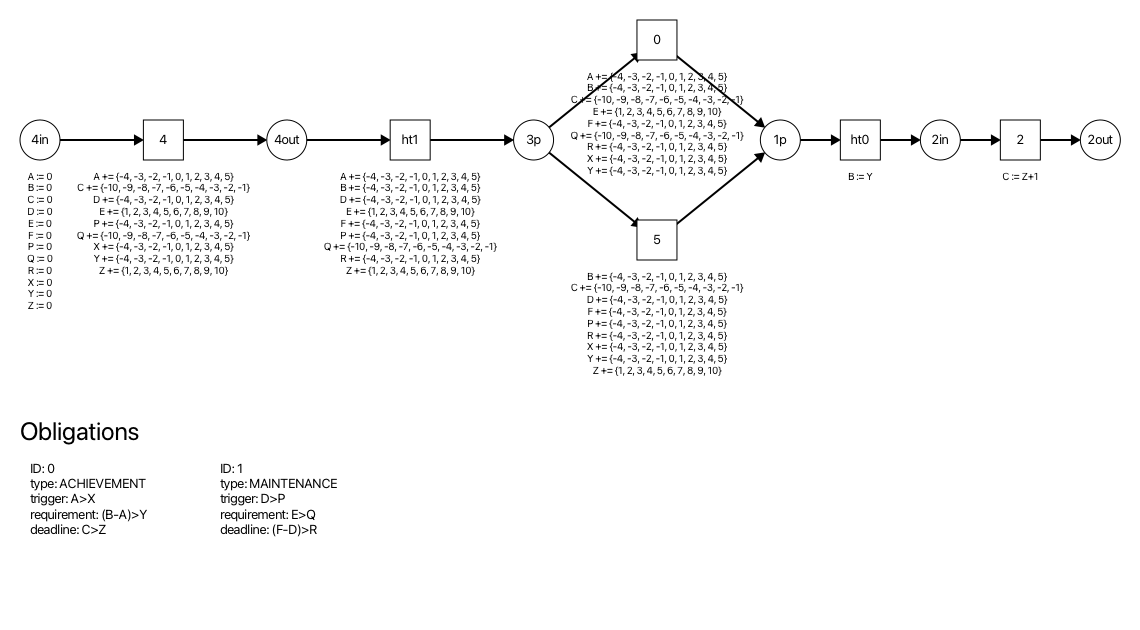 0
4in
4
4out
ht1
3p
1p
ht0
2in
2
2out
5
A := 0
B := 0
C := 0
D := 0
E := 0
F := 0
P := 0
Q := 0
R := 0
X := 0
Y := 0
Z := 0
A += {-4, -3, -2, -1, 0, 1, 2, 3, 4, 5}
C += {-10, -9, -8, -7, -6, -5, -4, -3, -2, -1}
D += {-4, -3, -2, -1, 0, 1, 2, 3, 4, 5}
E += {1, 2, 3, 4, 5, 6, 7, 8, 9, 10}
P += {-4, -3, -2, -1, 0, 1, 2, 3, 4, 5}
Q += {-10, -9, -8, -7, -6, -5, -4, -3, -2, -1}
X += {-4, -3, -2, -1, 0, 1, 2, 3, 4, 5}
Y += {-4, -3, -2, -1, 0, 1, 2, 3, 4, 5}
Z += {1, 2, 3, 4, 5, 6, 7, 8, 9, 10}
A += {-4, -3, -2, -1, 0, 1, 2, 3, 4, 5}
B += {-4, -3, -2, -1, 0, 1, 2, 3, 4, 5}
D += {-4, -3, -2, -1, 0, 1, 2, 3, 4, 5}
E += {1, 2, 3, 4, 5, 6, 7, 8, 9, 10}
F += {-4, -3, -2, -1, 0, 1, 2, 3, 4, 5}
P += {-4, -3, -2, -1, 0, 1, 2, 3, 4, 5}
Q += {-10, -9, -8, -7, -6, -5, -4, -3, -2, -1}
R += {-4, -3, -2, -1, 0, 1, 2, 3, 4, 5}
Z += {1, 2, 3, 4, 5, 6, 7, 8, 9, 10}
A += {-4, -3, -2, -1, 0, 1, 2, 3, 4, 5}
B += {-4, -3, -2, -1, 0, 1, 2, 3, 4, 5}
C += {-10, -9, -8, -7, -6, -5, -4, -3, -2, -1}
E += {1, 2, 3, 4, 5, 6, 7, 8, 9, 10}
F += {-4, -3, -2, -1, 0, 1, 2, 3, 4, 5}
Q += {-10, -9, -8, -7, -6, -5, -4, -3, -2, -1}
R += {-4, -3, -2, -1, 0, 1, 2, 3, 4, 5}
X += {-4, -3, -2, -1, 0, 1, 2, 3, 4, 5}
Y += {-4, -3, -2, -1, 0, 1, 2, 3, 4, 5}
B := Y
C := Z+1
B += {-4, -3, -2, -1, 0, 1, 2, 3, 4, 5}
C += {-10, -9, -8, -7, -6, -5, -4, -3, -2, -1}
D += {-4, -3, -2, -1, 0, 1, 2, 3, 4, 5}
F += {-4, -3, -2, -1, 0, 1, 2, 3, 4, 5}
P += {-4, -3, -2, -1, 0, 1, 2, 3, 4, 5}
R += {-4, -3, -2, -1, 0, 1, 2, 3, 4, 5}
X += {-4, -3, -2, -1, 0, 1, 2, 3, 4, 5}
Y += {-4, -3, -2, -1, 0, 1, 2, 3, 4, 5}
Z += {1, 2, 3, 4, 5, 6, 7, 8, 9, 10}
Obligations
ID: 0
type: ACHIEVEMENT
trigger: A>X
requirement: (B-A)>Y
deadline: C>Z
ID: 1
type: MAINTENANCE
trigger: D>P
requirement: E>Q
deadline: (F-D)>R